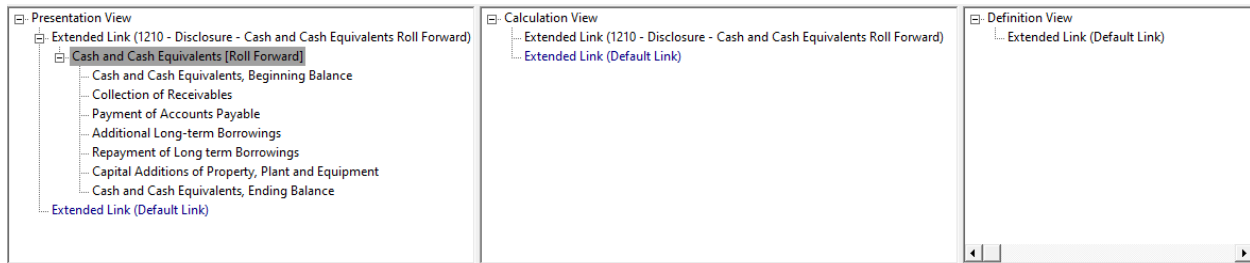 Presentation View
Extended Link (1210 - Disclosure - Cash and Cash Equivalents Roll Forward)
Cash and Cash Equivalents [Roll Forward]
Cash and Cash Equivalents, Beginning Balance
Collection of Receivables
Payment of Accounts Payable
Additional Long-term Borrowings
Repayment of Long term Borrowings
Capital Additions of Property, Plant and Equipment
Cash and Cash Equivalents, Ending Balance
Extended Link (Default Link)
Calculation View
Extended Link (1210 - Disclosure - Cash and Cash Equivalents Roll Forward)
Extended Link (Default Link)
Definition View
Extended Link (Default Link)